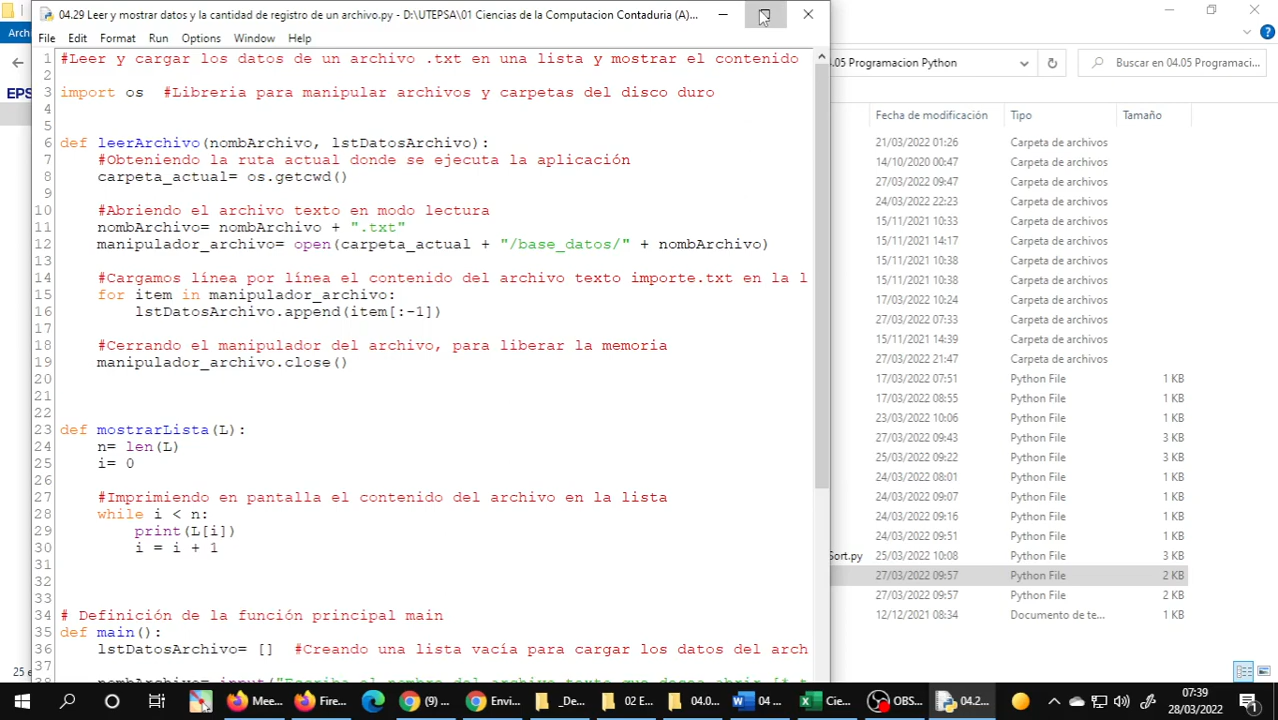 04.29 Leer y mostrar datos y la cantidad de registro de un archivo.py - D:\UTEPSA\01 Ciencias de la Computacion Contaduria (A)...
File Edit Format Run Options Window Help
1 #Leer y cargar los datos de un archivo .txt en una lista y mostrar el contenido
2
3 import os #Libreria para manipular archivos y carpetas del disco duro
4
5
6 def leerArchivo(nombArchivo, lstDatosArchivo):
7 #Obteniendo la ruta actual donde se ejecuta la aplicación
8 carpeta_actual= os.getcwd()
9
10 #Abriendo el archivo texto en modo lectura
11 nombArchivo= nombArchivo + ".txt"
12 manipulador_archivo= open(carpeta_actual + "/base_datos/" + nombArchivo)
13
14 #Cargamos línea por línea el contenido del archivo texto importe.txt en la l
15 for item in manipulador_archivo:
16 lstDatosArchivo.append(item[:-1])
17
18 #Cerrando el manipulador del archivo, para liberar la memoria
19 manipulador_archivo.close()
20
21
22
23 def mostrarLista(L):
24 n= len(L)
25 i= 0
26
27 #Imprimiendo en pantalla el contenido del archivo en la lista
28 while i < n:
29 print(L[i])
30 i = i + 1
31
32
33
34 # Definición de la función principal main
35 def main():
36 lstDatosArchivo= [] #Creando una lista vacía para cargar los datos del arch
37
Archi
EPS
25 e
4.05 Programacion Python
Buscar en 04.05 Programaci...
Fecha de modificación Tipo Tamaño
21/03/2022 01:26 Carpeta de archivos
14/10/2020 00:47 Carpeta de archivos
27/03/2022 09:47 Carpeta de archivos
24/03/2022 22:23 Carpeta de archivos
15/11/2021 10:33 Carpeta de archivos
15/11/2021 14:17 Carpeta de archivos
15/11/2021 10:38 Carpeta de archivos
15/11/2021 10:38 Carpeta de archivos
17/03/2022 10:24 Carpeta de archivos
27/03/2022 07:33 Carpeta de archivos
15/11/2021 14:39 Carpeta de archivos
27/03/2022 21:47 Carpeta de archivos
17/03/2022 07:51 Python File 1 KB
17/03/2022 08:55 Python File 1 KB
23/03/2022 10:06 Python File 1 KB
27/03/2022 09:43 Python File 3 KB
25/03/2022 09:22 Python File 3 KB
24/03/2022 08:01 Python File 1 KB
24/03/2022 09:07 Python File 1 KB
24/03/2022 09:16 Python File 1 KB
24/03/2022 09:51 Python File 1 KB
Sort.py 25/03/2022 10:08 Python File 3 KB
27/03/2022 09:57 Python File 2 KB
27/03/2022 09:57 Python File 2 KB
12/12/2021 08:34 Documento de te... 1 KB
Mee... Fire... (9) ... Envi... _De... 02 E... 04.0... 04 ... Cie... OBS... 04.2...
07:39
28/03/2022
1